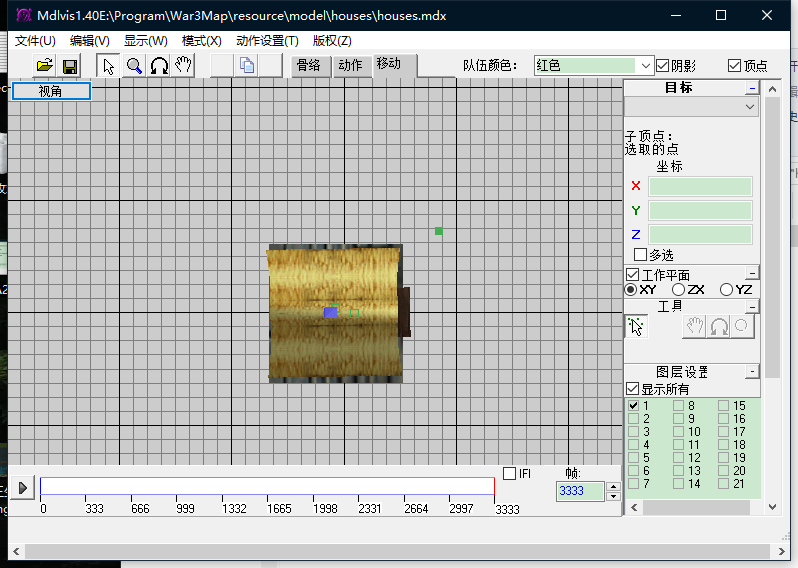 Mdlvis1.40E:\Program\War3Map\resource\model\houses\houses.mdx
文件(U) 编辑(V) 显示(W) 模式(X) 动作设置(T) 版权(Z)
骨络 动作 移动 队伍颜色: 红色 阴影 顶点
视角
目标
子顶点:
选取的点
坐标
X
Y
Z
多选
工作平面
XY ZX YZ
工具
图层设置
显示所有
1 8 15
2 9 16
3 10 17
4 11 18
5 12 19
6 13 20
7 14 21
IFl 帧:
3333
0 333 666 999 1332 1665 1998 2331 2664 2997 3333